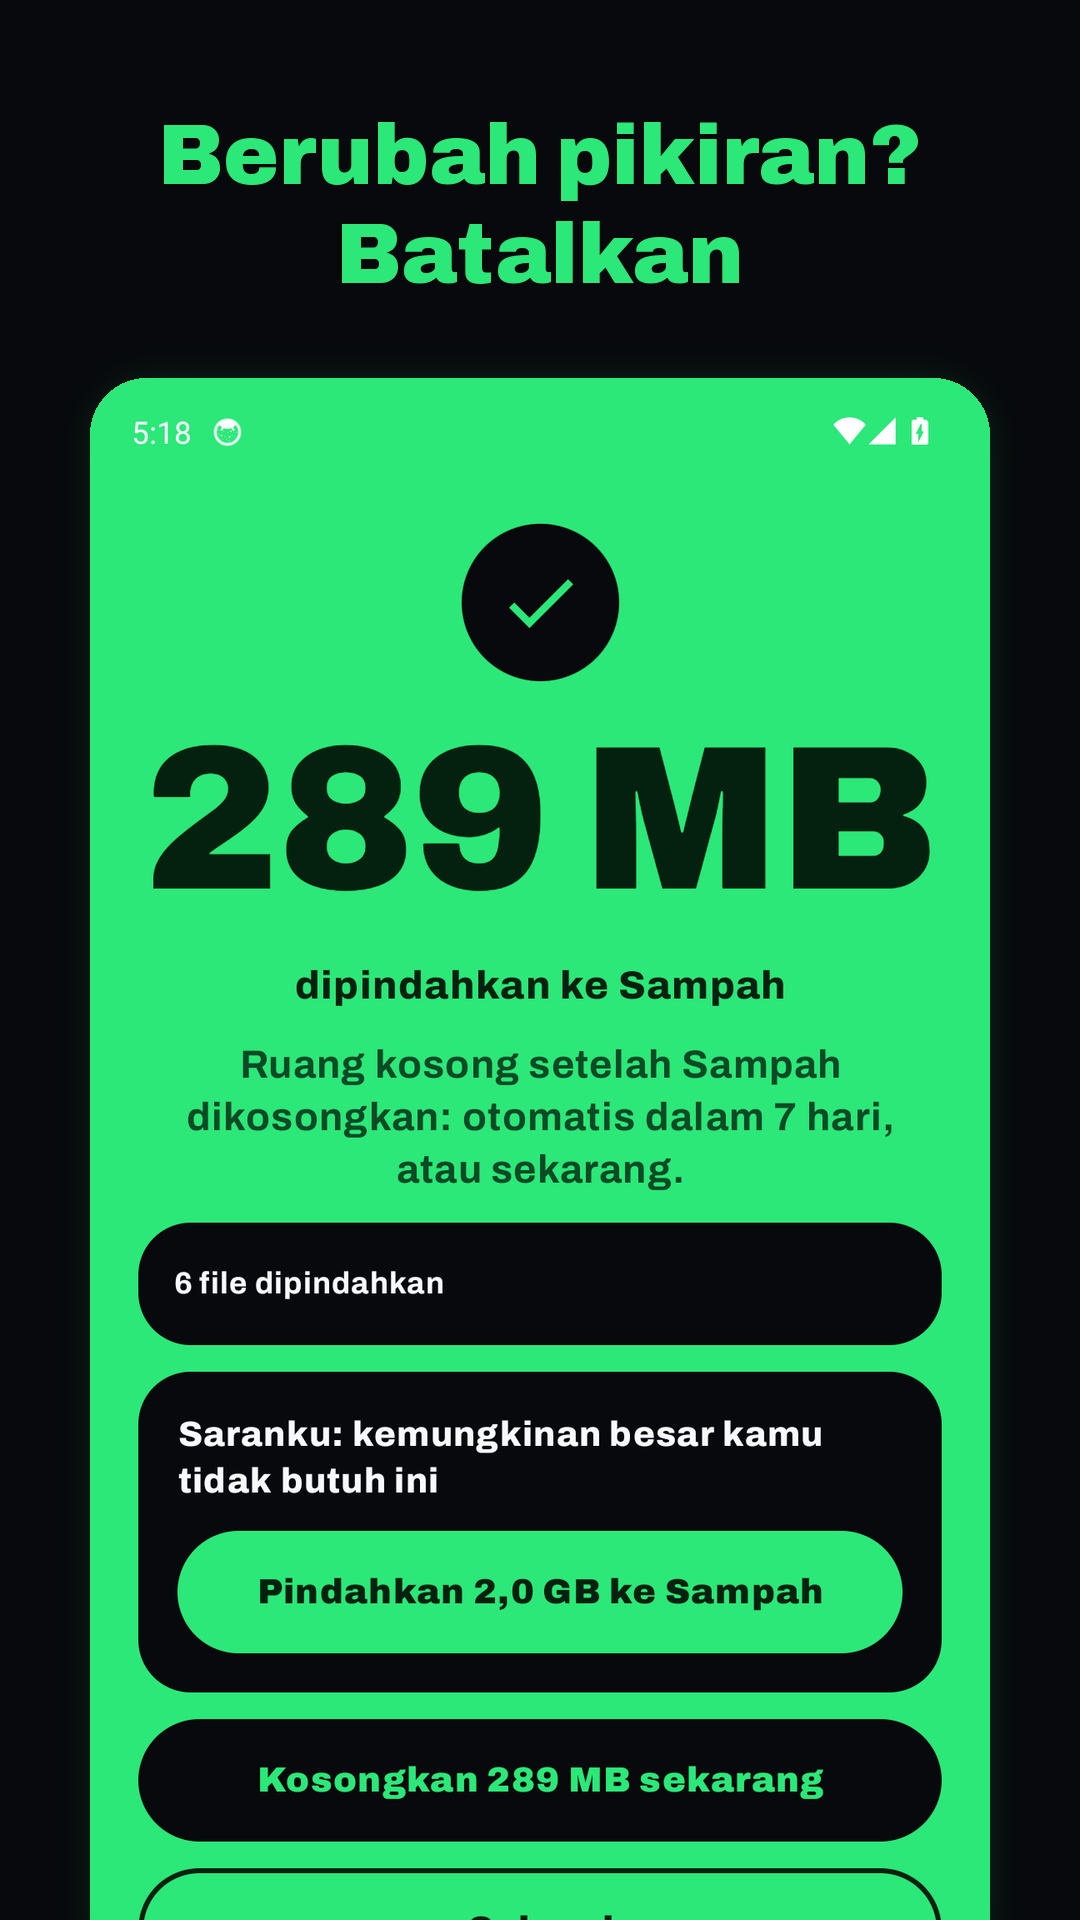 Berubah pikiran?
Batalkan
5:18
289 MB
dipindahkan ke Sampah
Ruang kosong setelah Sampah
dikosongkan: otomatis dalam 7 hari,
atau sekarang.
6 file dipindahkan
Saranku: kemungkinan besar kamu
tidak butuh ini
Pindahkan 2,0 GB ke Sampah
Kosongkan 289 MB sekarang